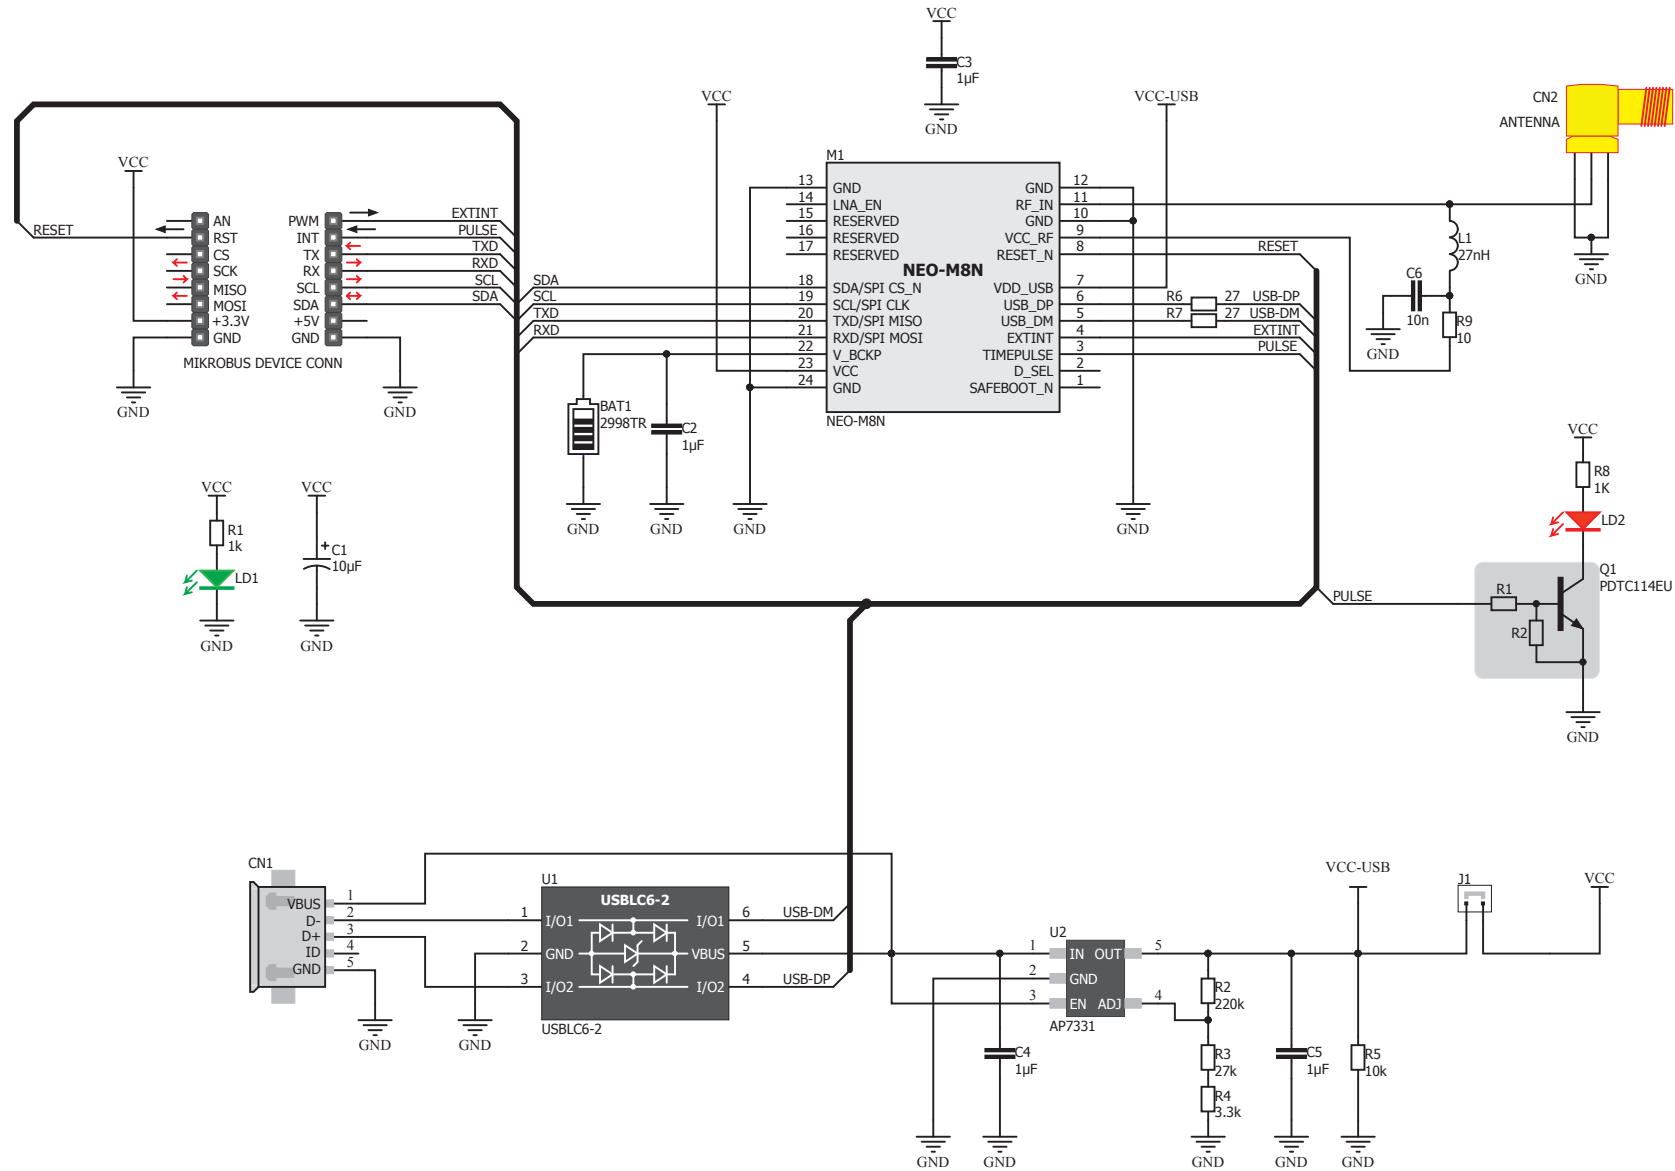 VCC
C3
1µF
GND
VCC
VCC-USB
CN2
ANTENNA
VCC
RESET
AN
RST
CS
SCK
MISO
MOSI
+3.3V
GND
PWM
INT
TX
RX
SCL
SDA
+5V
GND
EXTINT
PULSE
TXD
RXD
SCL
SDA
MIKROBUS DEVICE CONN
GND
GND
SDA
SCL
TXD
RXD
M1
13 GND
14 LNA_EN
15 RESERVED
16 RESERVED
17 RESERVED
NEO-M8N
18 SDA/SPI CS_N
19 SCL/SPI CLK
20 TXD/SPI MISO
21 RXD/SPI MOSI
22 V_BCKP
23 VCC
24 GND
GND 12
RF_IN 11
GND 10
VCC_RF 9
RESET_N 8
VDD_USB 7
USB_DP 6
USB_DM 5
EXTINT 4
TIMEPULSE 3
D_SEL 2
SAFEBOOT_N 1
NEO-M8N
RESET
R6 27 USB-DP
R7 27 USB-DM
EXTINT
PULSE
L1
27nH
C6
10n
R9
10
GND
GND
BAT1
2998TR
C2
1µF
GND
GND
GND
GND
VCC
R1
1k
LD1
GND
VCC
+
C1
10µF
GND
VCC
R8
1K
LD2
Q1
PDTC114EU
PULSE
R1
R2
GND
CN1
VBUS 1
D- 2
D+ 3
ID 4
GND 5
GND
GND
U1
USBLC6-2
1 I/O1
2 GND
3 I/O2
I/O1 6
VBUS 5
I/O2 4
USBLC6-2
USB-DM
USB-DP
U2
1 IN
2 GND
3 EN
OUT 5
ADJ 4
AP7331
C4
1µF
R2
220k
R3
27k
R4
3.3k
C5
1µF
R5
10k
VCC-USB
J1
VCC
GND
GND
GND
GND
GND